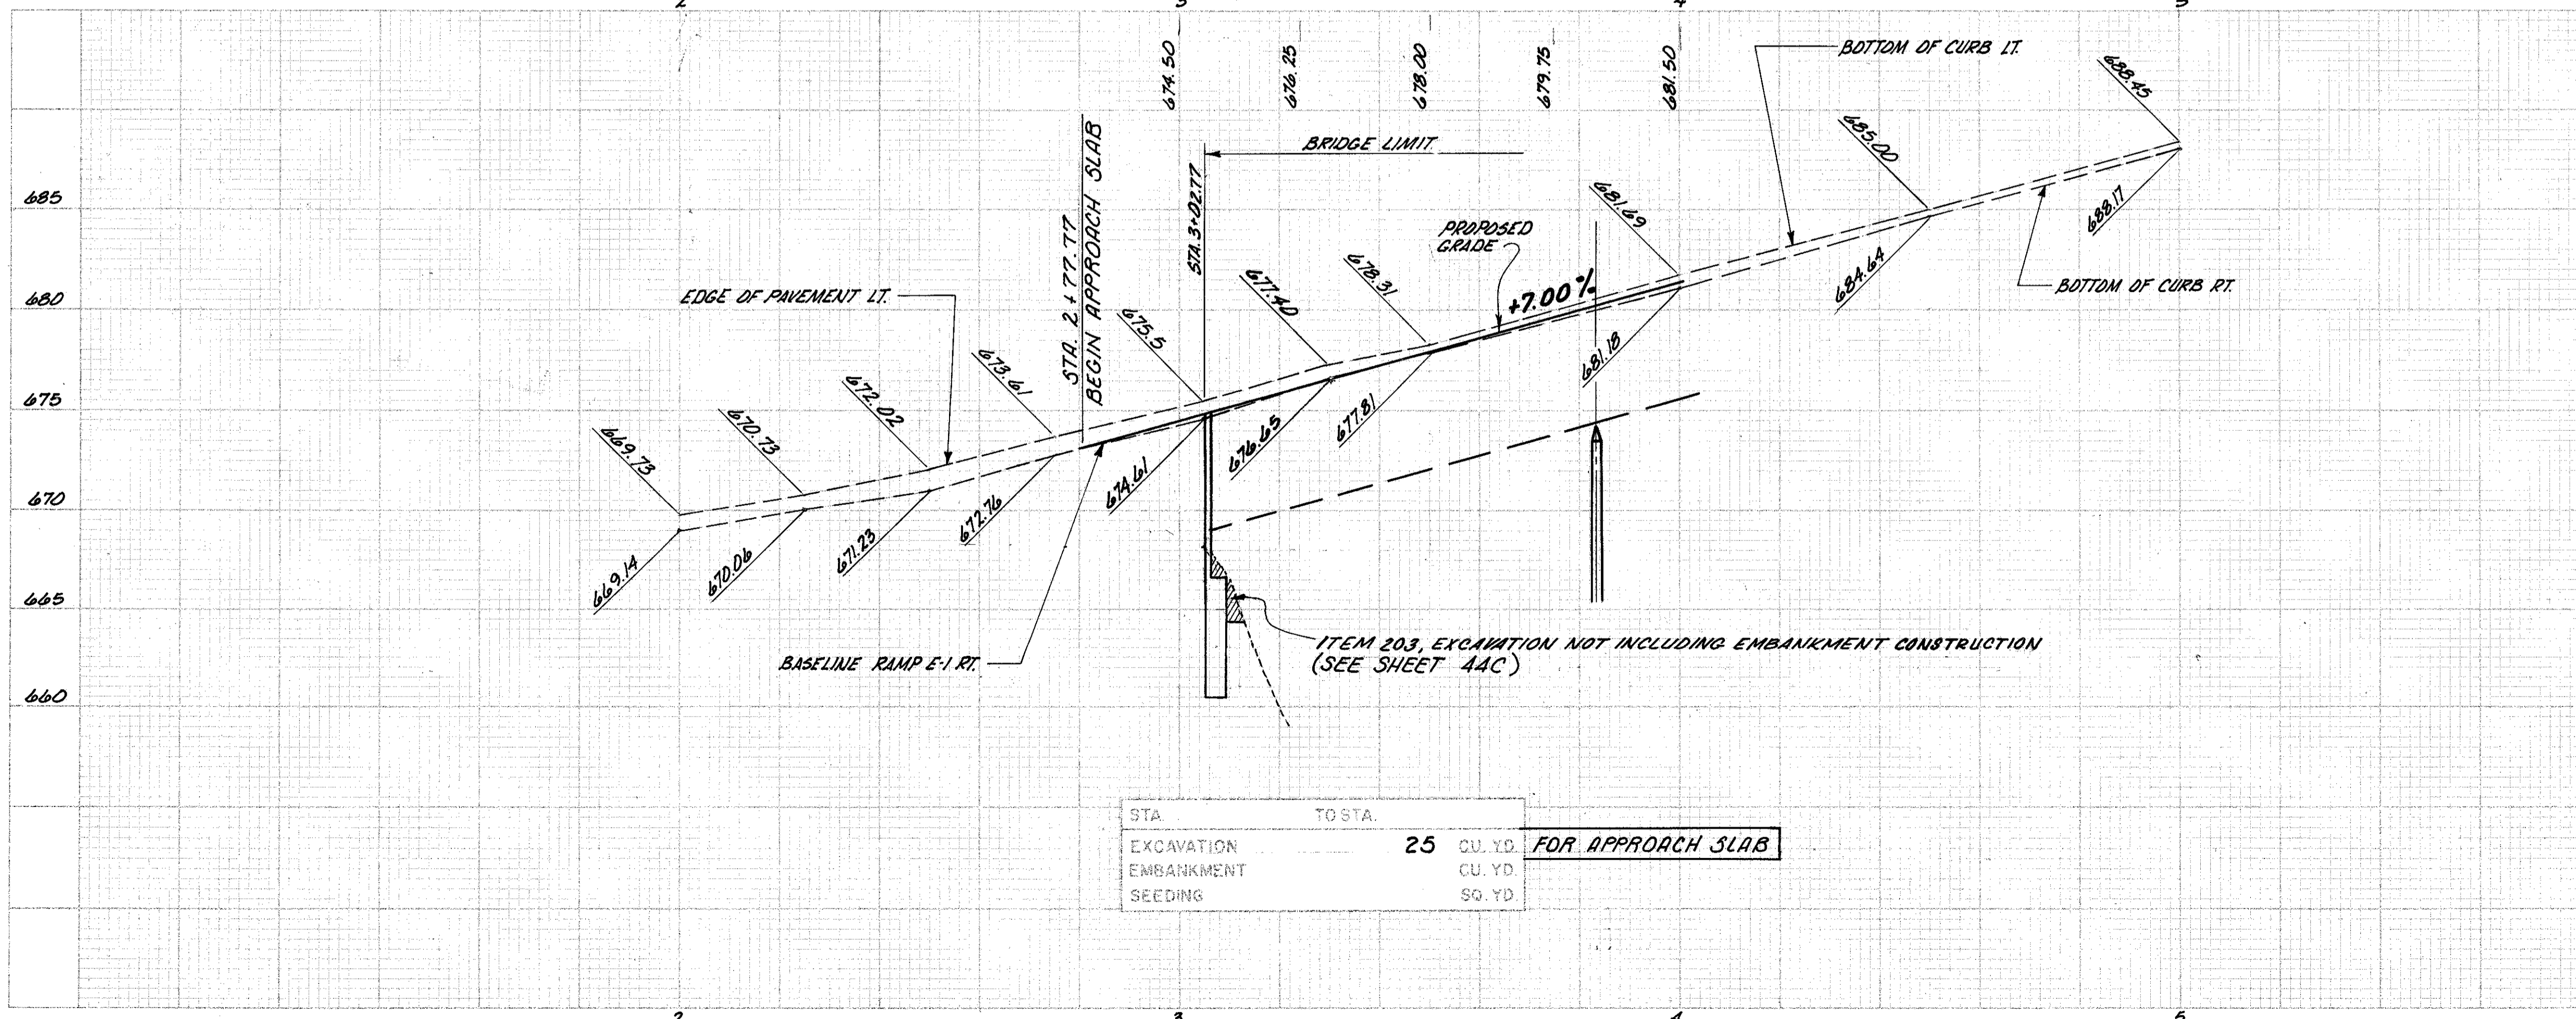 2 3 4 5
674.50
676.25
678.00
679.75
681.50
BOTTOM OF CURB LT.
688.45
685.00
BRIDGE LIMIT
STA. 2+77.77
BEGIN APPROACH SLAB
STA. 3+02.77
685
681.69
688.17
PROPOSED
GRADE
+7.00%
678.31
677.40
684.64
BOTTOM OF CURB RT.
680
EDGE OF PAVEMENT LT.
675.5
673.61
681.18
672.02
675
670.73
669.73
677.81
676.65
674.61
670
672.76
671.23
670.06
669.14
665
ITEM 203, EXCAVATION NOT INCLUDING EMBANKMENT CONSTRUCTION
(SEE SHEET 44C)
BASELINE RAMP E-1 RT.
660
STA. TO STA.
EXCAVATION 25 CU. YD. FOR APPROACH SLAB
EMBANKMENT CU. YD.
SEEDING SQ. YD.
2 3 4 5